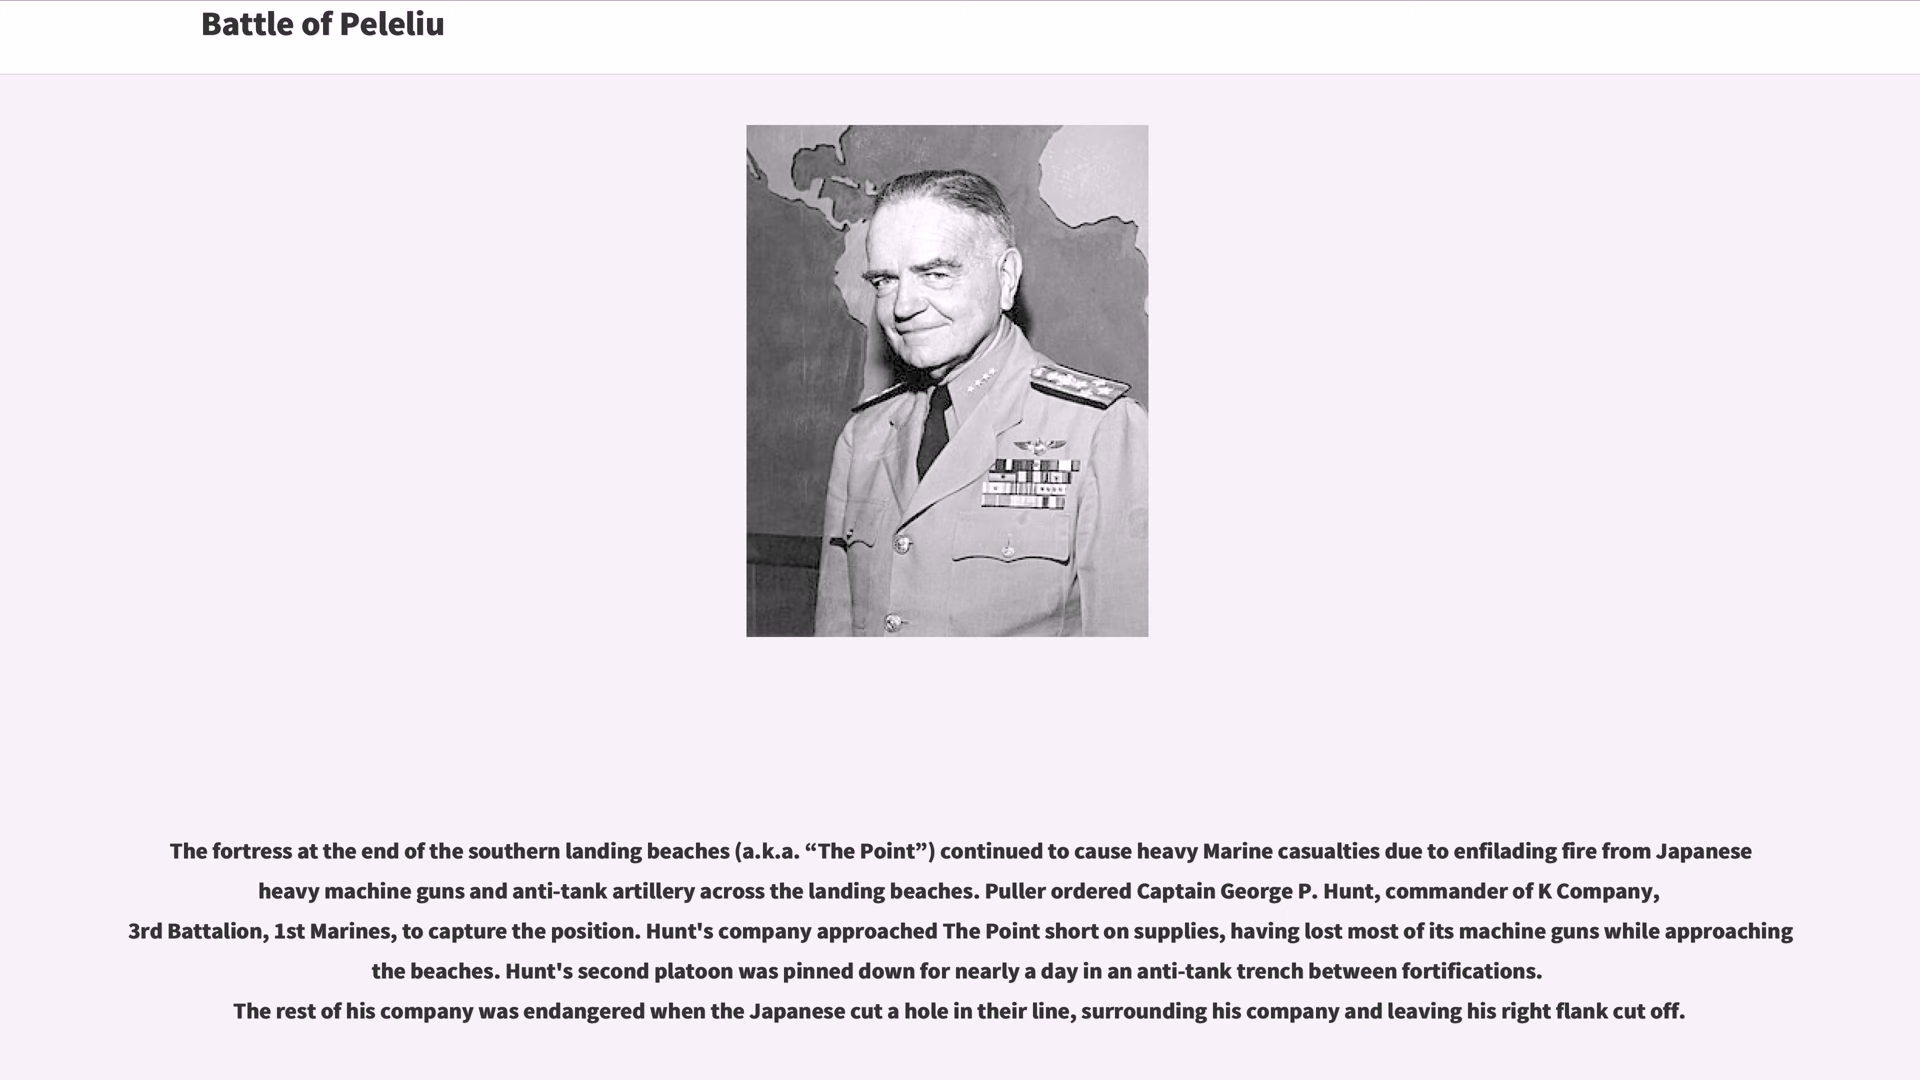 Battle of Peleliu
The fortress at the end of the southern landing beaches (a.k.a. “The Point”) continued to cause heavy Marine casualties due to enfilading fire from Japanese
heavy machine guns and anti-tank artillery across the landing beaches. Puller ordered Captain George P. Hunt, commander of K Company,
3rd Battalion, 1st Marines, to capture the position. Hunt's company approached The Point short on supplies, having lost most of its machine guns while approaching
the beaches. Hunt's second platoon was pinned down for nearly a day in an anti-tank trench between fortifications.
The rest of his company was endangered when the Japanese cut a hole in their line, surrounding his company and leaving his right flank cut off.